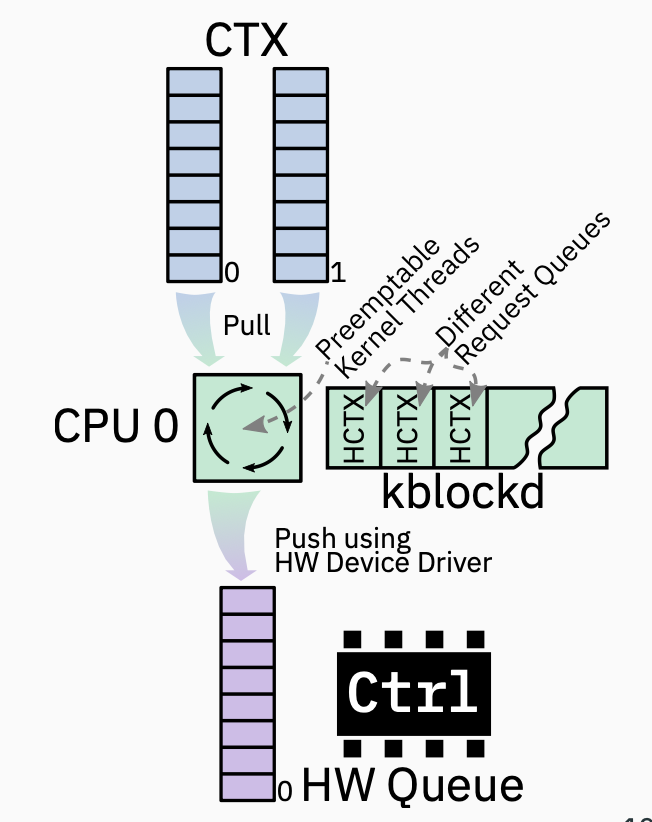 CTX
0
1
Pull
Preemptable
Kernel Threads
Different
Request Queues
CPU 0
HCTX
HCTX
HCTX
kblockd
Push using
HW Device Driver
Ctrl
0
HW Queue